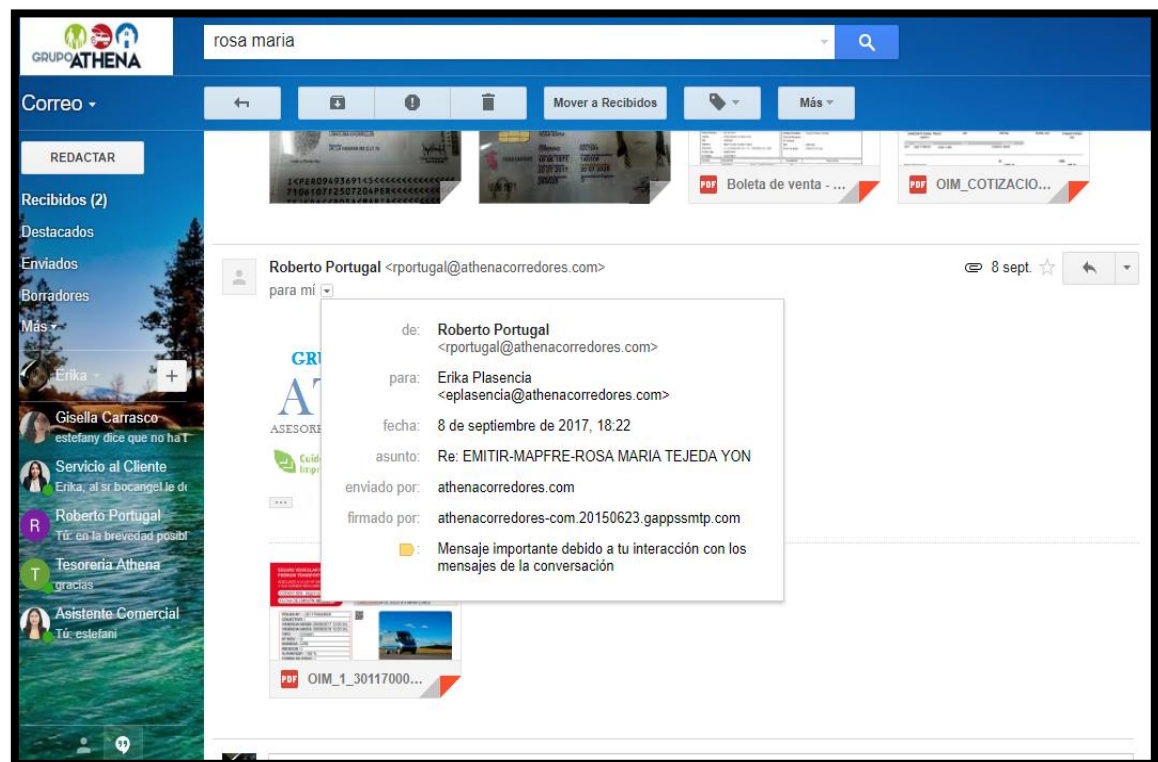 GRUPO ATHENA
rosa maria
Correo
Mover a Recibidos
Más
REDACTAR
Recibidos (2)
Destacados
Enviados
Borradores
Más
Erika
Gisella Carrasco
estefany dice que no ha
Servicio al Cliente
Erika, al sr bocangel le
Roberto Portugal
Tú: en la brevedad posibl
Tesoreria Athena
gracias
Asistente Comercial
Tú: estefani
PDF Boleta de venta - ...
PDF OIM_COTIZACIO...
Roberto Portugal <rportugal@athenacorredores.com>
8 sept.
para mí
de: Roberto Portugal
<rportugal@athenacorredores.com>
para: Erika Plasencia
<eplasencia@athenacorredores.com>
fecha: 8 de septiembre de 2017, 18:22
asunto: Re: EMITIR-MAPFRE-ROSA MARIA TEJEDA YON
enviado por: athenacorredores.com
firmado por: athenacorredores-com.20150623.gappssmtp.com
Mensaje importante debido a tu interacción con los
mensajes de la conversación
PDF OIM_1_30117000...